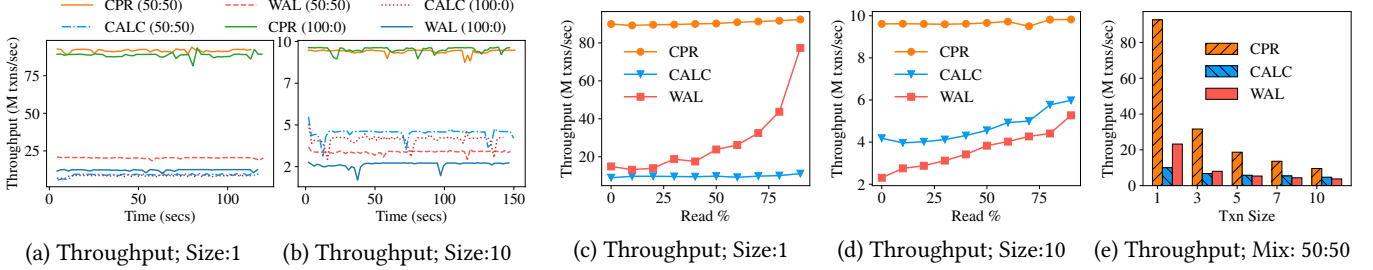 CPR (50:50) WAL (50:50) CALC (100:0)
CALC (50:50) CPR (100:0) WAL (100:0)
Throughput (M txns/sec)
75
50
25
0 50 100
Time (secs)
(a) Throughput; Size:1
10
7
5
2
0 50 100 150
Time (secs)
(b) Throughput; Size:10
Throughput (M txns/sec)
80
60
40
20
CPR
CALC
WAL
0 25 50 75
Read %
(c) Throughput; Size:1
Throughput (M txns/sec)
10
8
6
4
2
CPR
CALC
WAL
0 25 50 75
Read %
(d) Throughput; Size:10
Throughput (M txns/sec)
80
60
40
20
0
CPR
CALC
WAL
1 3 5 7 10
Txn Size
(e) Throughput; Mix: 50:50